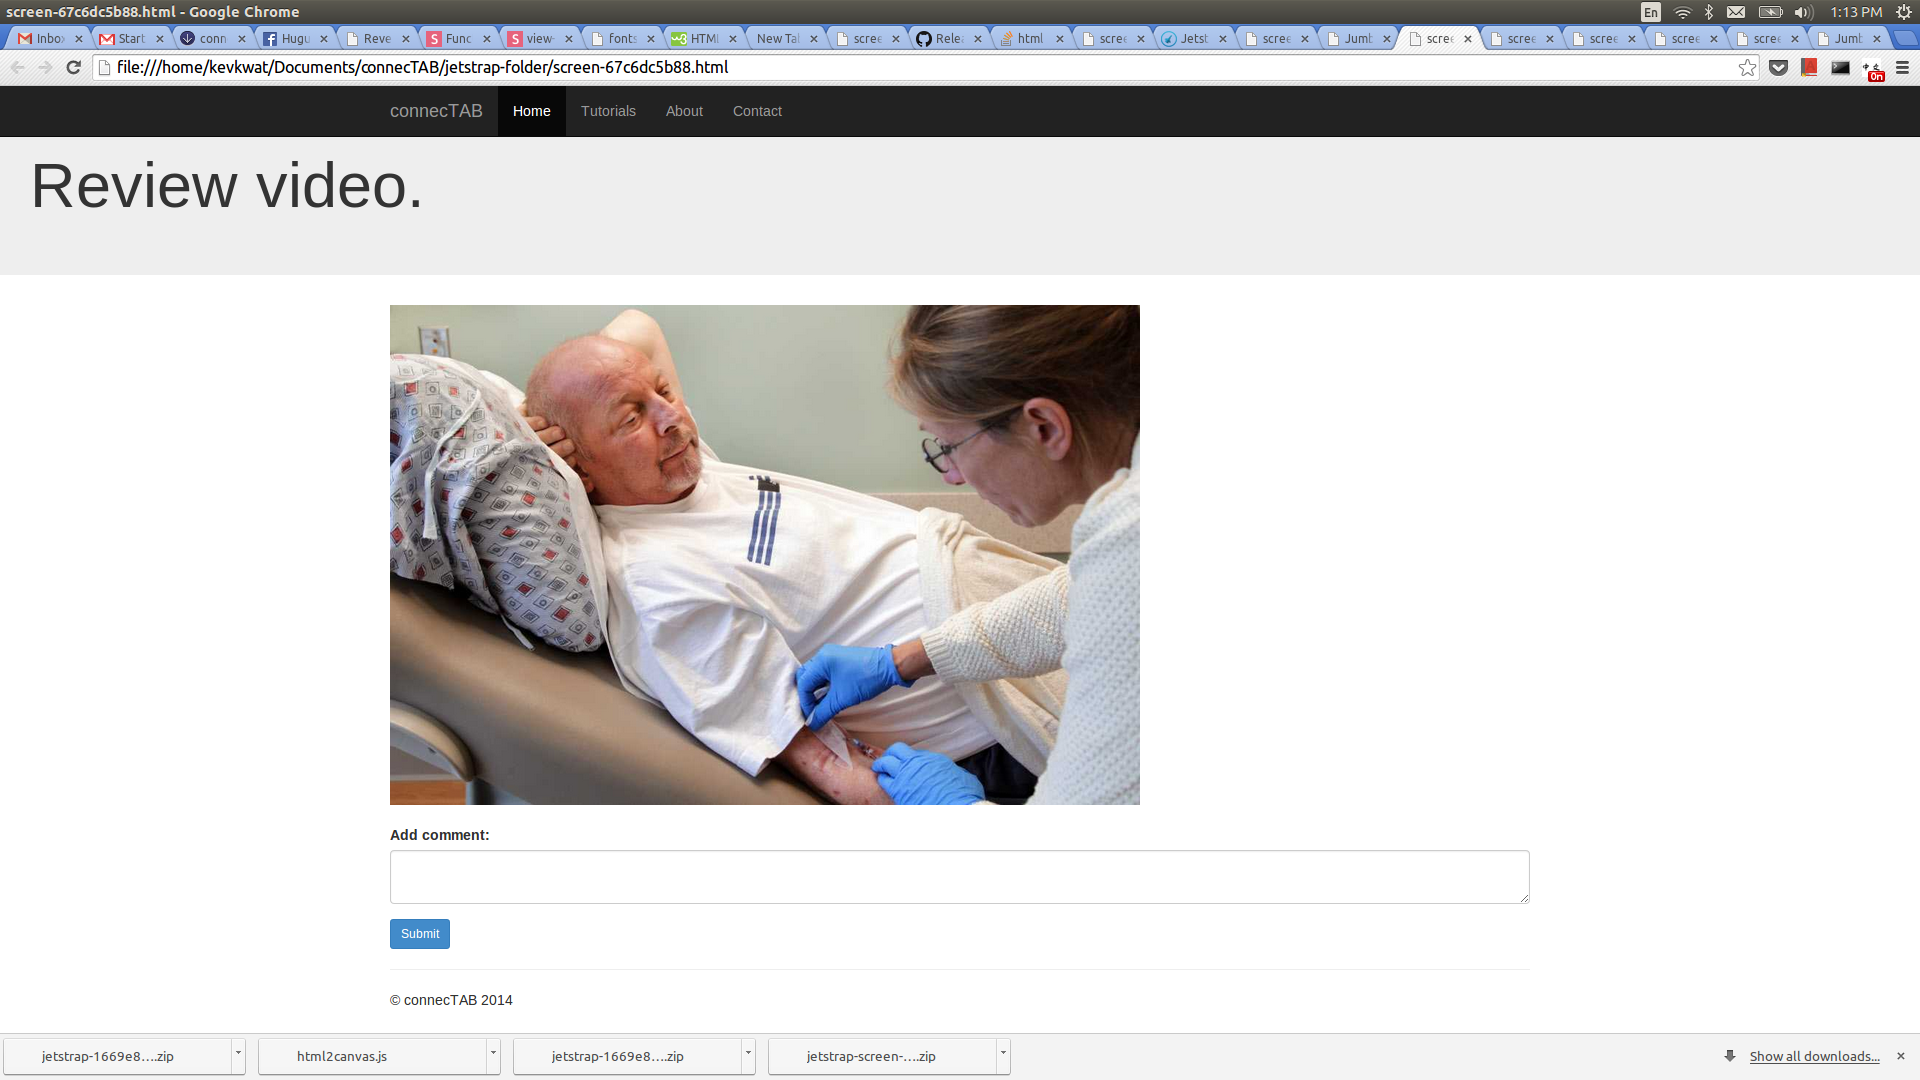 screen-67c6dc5b88.html - Google Chrome
En
1:13 PM
Inbox
Start
conn
Hugu
Reve
Func
view-
fonts
HTML
New Tab
scree
Relea
html
scree
Jetst
scree
Jumb
scree
scree
scree
scree
scree
Jumb
file:///home/kevkwat/Documents/connecTAB/jetstrap-folder/screen-67c6dc5b88.html
On
connecTAB
Home
Tutorials
About
Contact
Review video.
Add comment:
Submit
© connecTAB 2014
jetstrap-1669e8....zip
html2canvas.js
jetstrap-1669e8....zip
jetstrap-screen-....zip
Show all downloads...